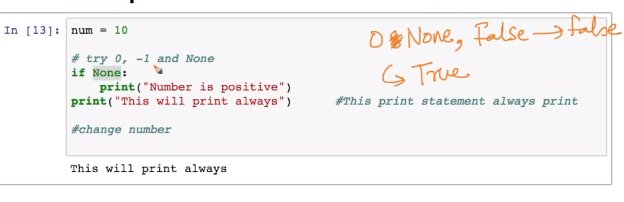 In [13]: num = 10
0 None, False → false
# try 0, -1 and None
if None:
↳ True
print("Number is positive")
print("This will print always") #This print statement always print
#change number
This will print always